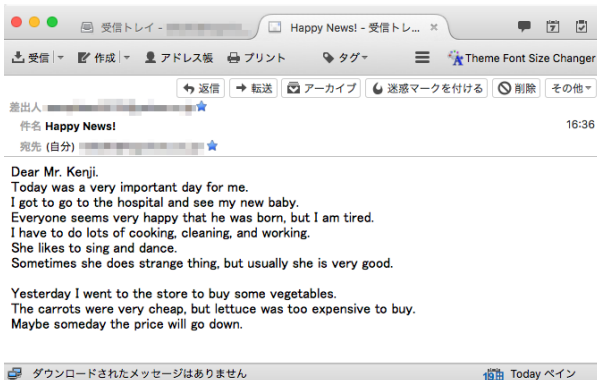 受信トレイ -
Happy News! - 受信トレ...
受信 作成 アドレス帳 プリント タグ Theme Font Size Changer
返信 転送 アーカイブ 迷惑マークを付ける 削除 その他
差出人
件名 Happy News! 16:36
宛先 (自分)
Dear Mr. Kenji.
Today was a very important day for me.
I got to go to the hospital and see my new baby.
Everyone seems very happy that he was born, but I am tired.
I have to do lots of cooking, cleaning, and working.
She likes to sing and dance.
Sometimes she does strange thing, but usually she is very good.
Yesterday I went to the store to buy some vegetables.
The carrots were very cheap, but lettuce was too expensive to buy.
Maybe someday the price will go down.
ダウンロードされたメッセージはありません 19日 Today ペイン